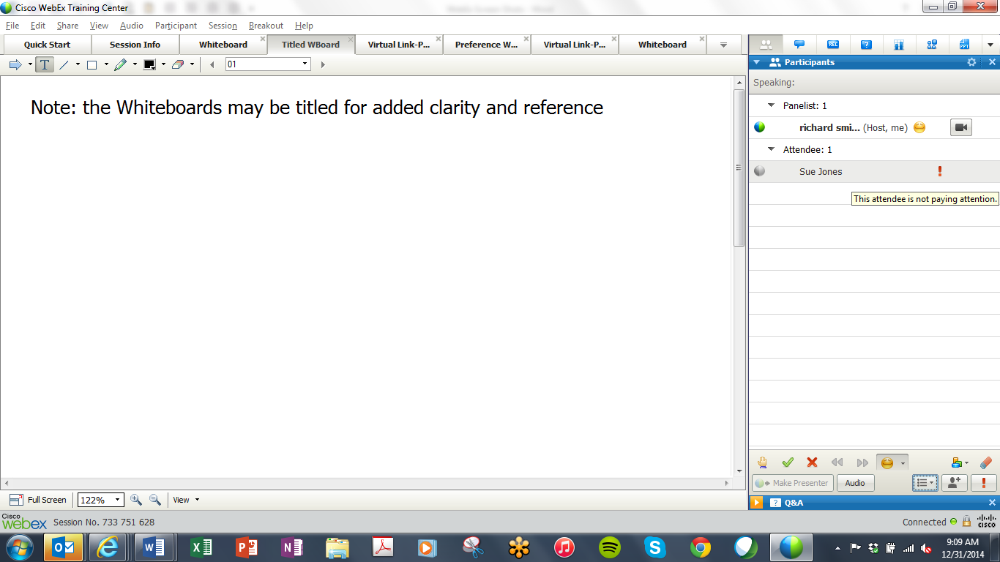 Cisco WebEx Training Center
File Edit Share View Audio Participant Session Breakout Help
Quick Start Session Info Whiteboard Titled WBoard Virtual Link-P... Preference W... Virtual Link-P... Whiteboard
T 01
Note: the Whiteboards may be titled for added clarity and reference
REC ? PPT
Participants
Speaking:
Panelist: 1
richard smi... (Host, me)
Attendee: 1
Sue Jones
This attendee is not paying attention.
Make Presenter Audio
? Q&A
Full Screen 122% View
Cisco webex Session No. 733 751 628
Connected
CISCO
9:09 AM
12/31/2014